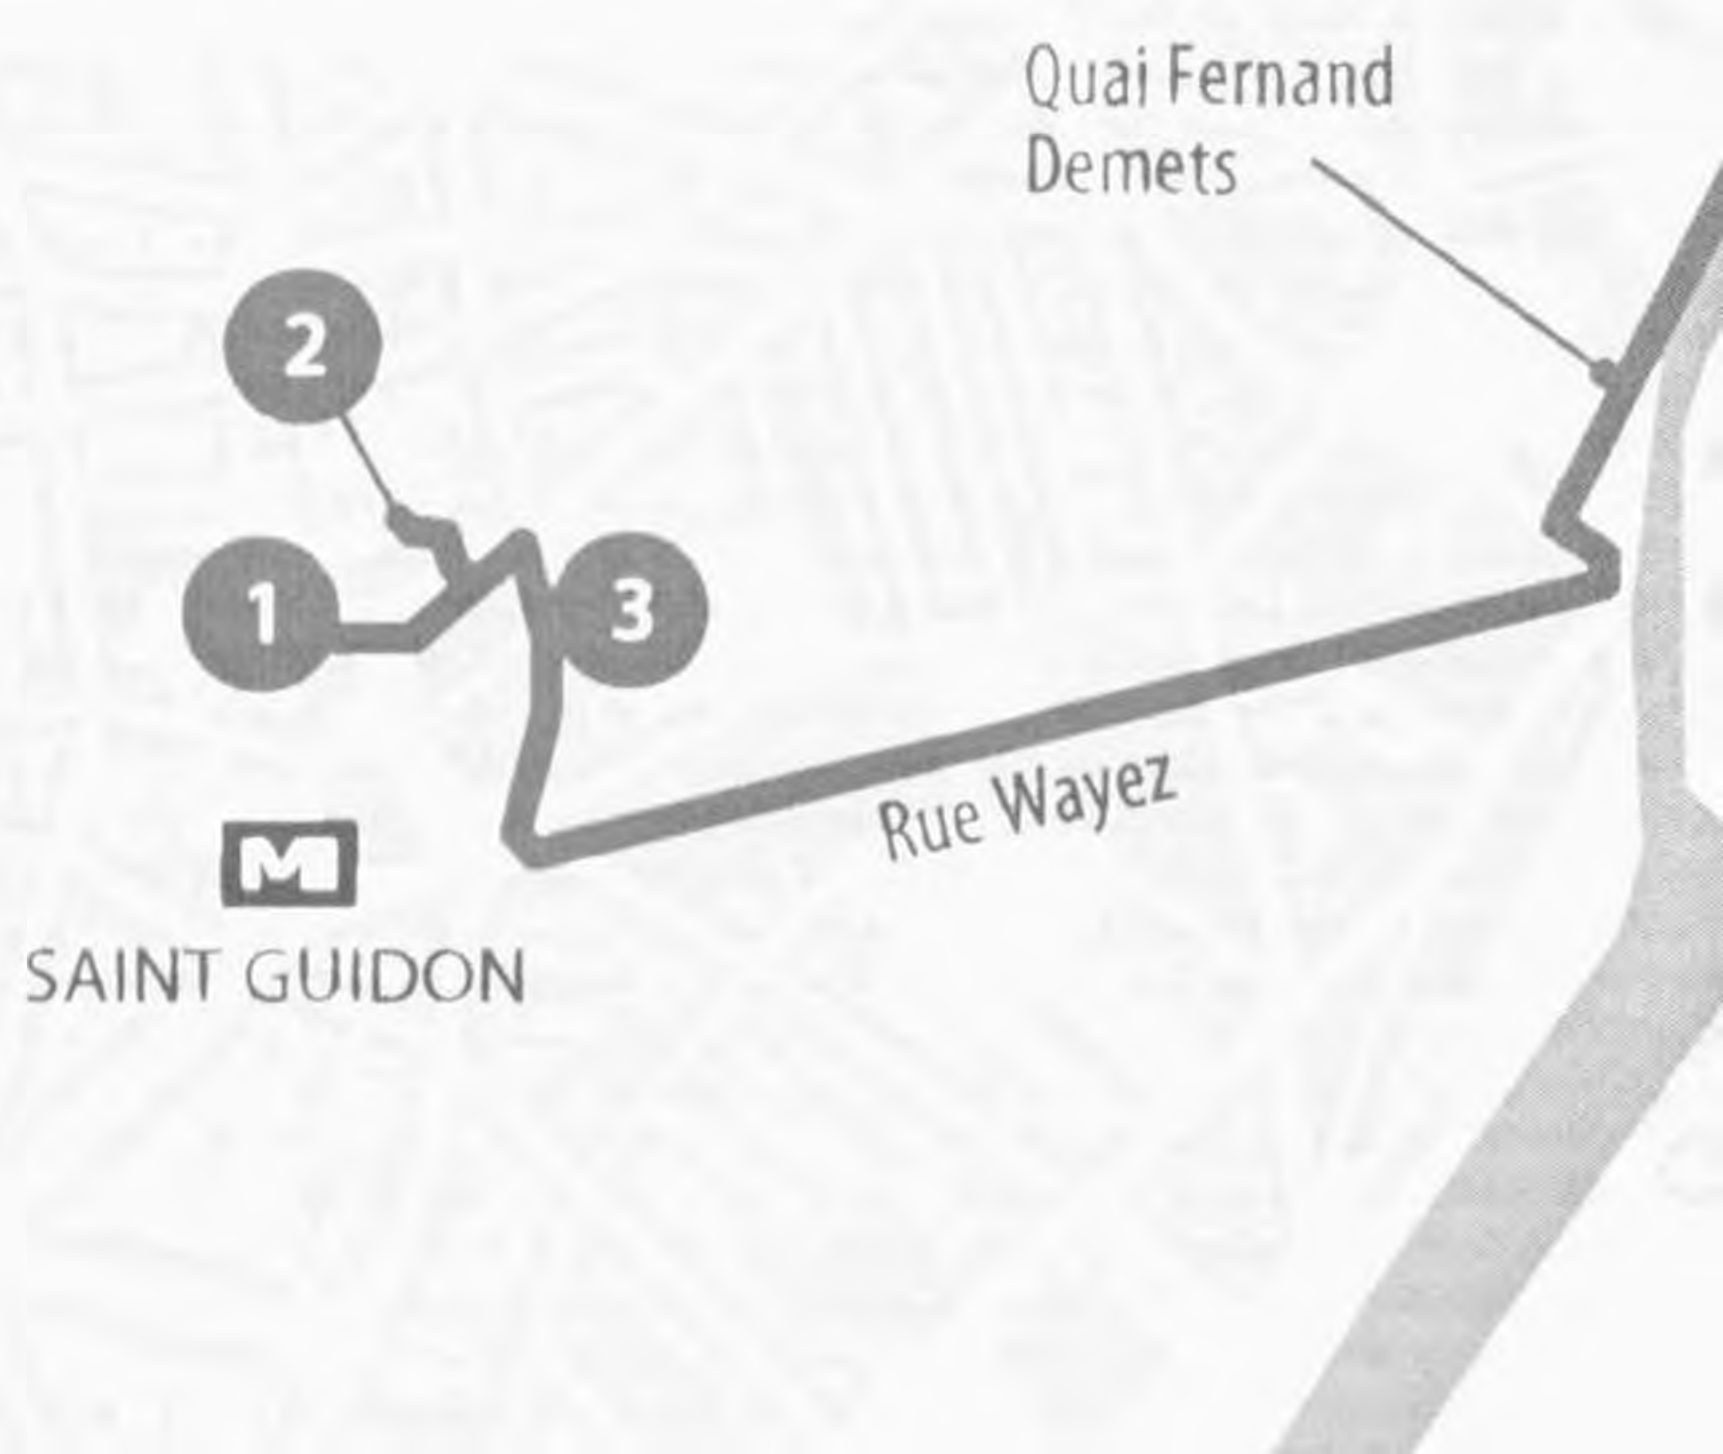 Quai Fernand
Demets
2
1
3
Rue Wayez
M
SAINT GUIDON